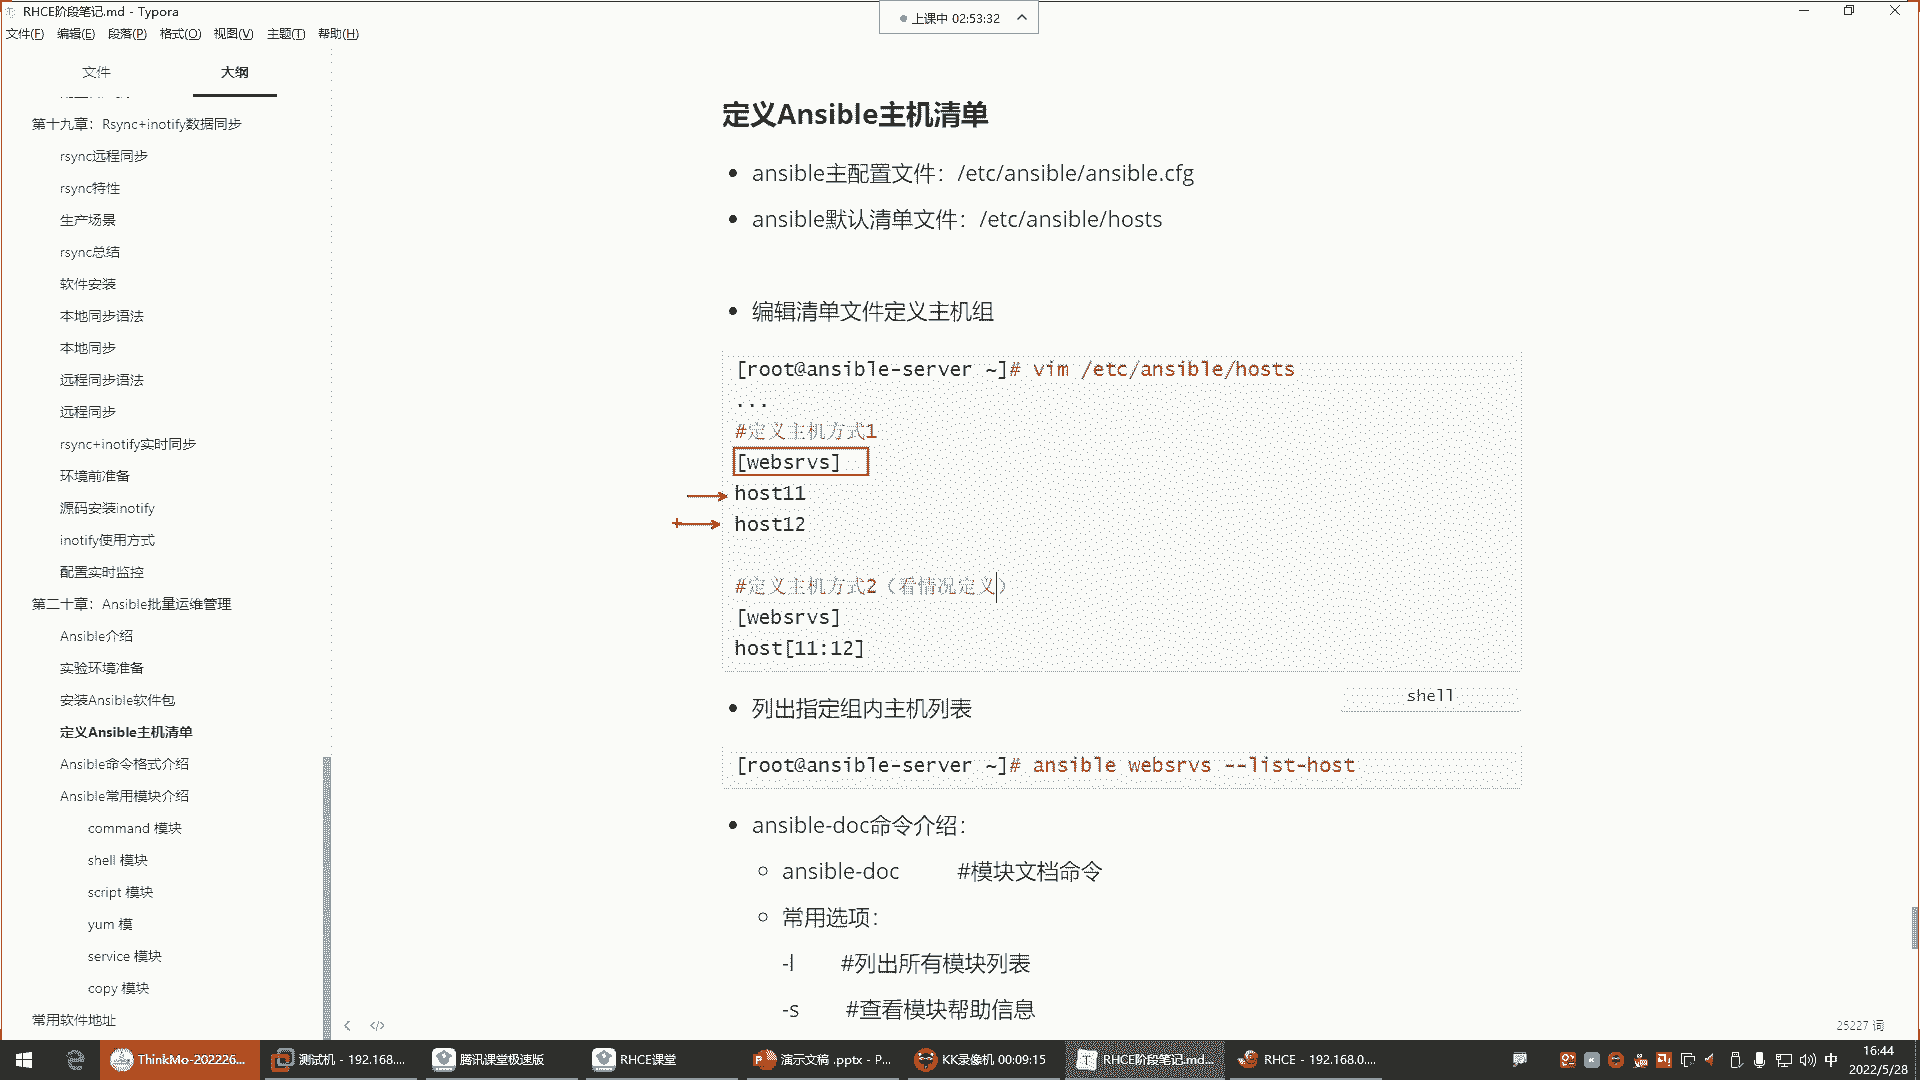 RHCE阶段笔记.md - Typora
上课中 02:53:32
文件(F) 编辑(E) 段落(P) 格式(O) 视图(V) 主题(T) 帮助(H)
文件 大纲
第十九章：Rsync+inotify数据同步
rsync远程同步
rsync特性
生产场景
rsync总结
软件安装
本地同步语法
本地同步
远程同步语法
远程同步
rsync+inotify实时同步
环境前准备
源码安装inotify
inotify使用方式
配置实时监控
第二十章：Ansible批量运维管理
Ansible介绍
实验环境准备
安装Ansible软件包
定义Ansible主机清单
Ansible命令格式介绍
Ansible常用模块介绍
command 模块
shell 模块
script 模块
yum 模
service 模块
copy 模块
常用软件地址
定义Ansible主机清单
ansible主配置文件：/etc/ansible/ansible.cfg
ansible默认清单文件：/etc/ansible/hosts
编辑清单文件定义主机组
[root@ansible-server ~]# vim /etc/ansible/hosts
...
#定义主机方式1
[websrvs]
host11
host12
#定义主机方式2（看情况定义）
[websrvs]
host[11:12]
shell
列出指定组内主机列表
[root@ansible-server ~]# ansible websrvs --list-host
ansible-doc命令介绍：
ansible-doc #模块文档命令
常用选项：
-l #列出所有模块列表
-s #查看模块帮助信息
25227 词
ThinkMo-202226... 测试机 - 192.168.... 腾讯课堂极速版 RHCE课堂 演示文稿 .pptx - P... KK录像机 00:09:15 RHCE阶段笔记.md... RHCE - 192.168.0.... 中
16:44
2022/5/28